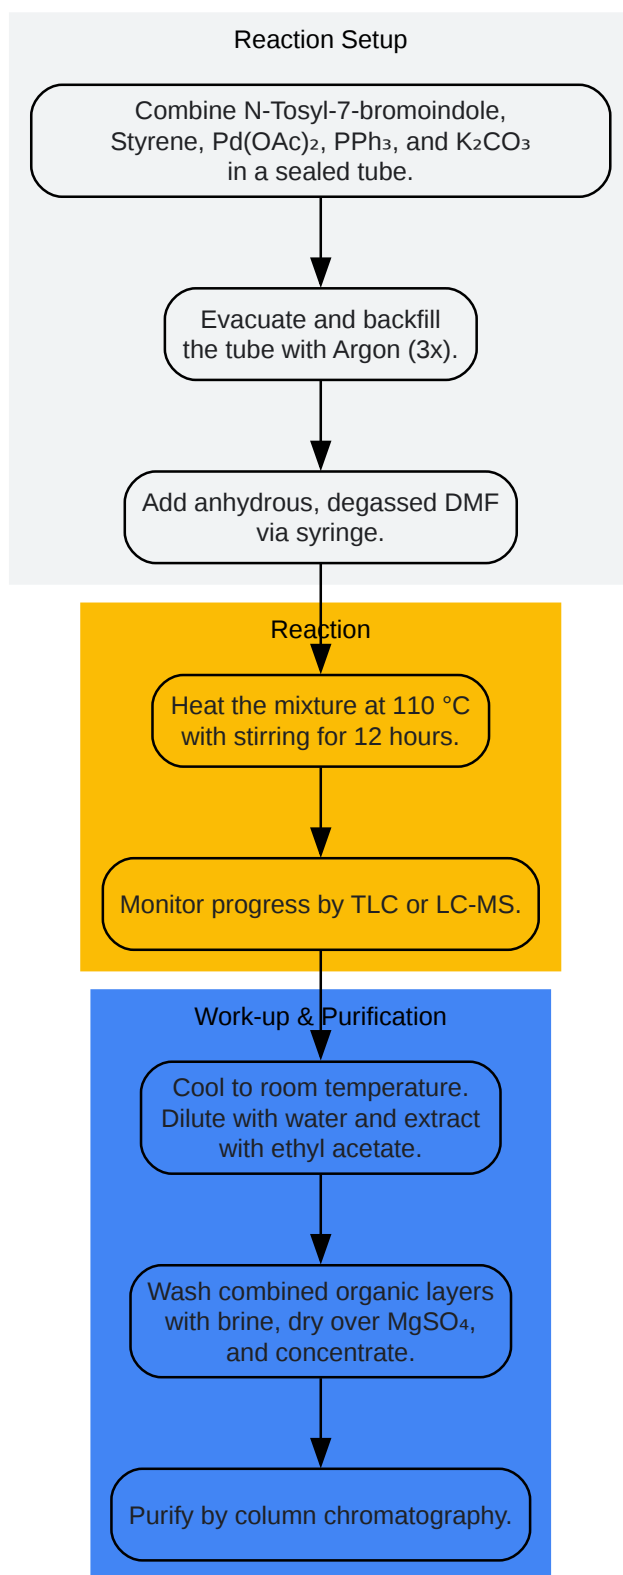 Reaction Setup
Combine N-Tosyl-7-bromoindole,
Styrene, Pd(OAc)₂, PPh₃, and K₂CO₃
in a sealed tube.
Evacuate and backfill
the tube with Argon (3x).
Add anhydrous, degassed DMF
via syringe.
Reaction
Heat the mixture at 110 °C
with stirring for 12 hours.
Monitor progress by TLC or LC-MS.
Work-up & Purification
Cool to room temperature.
Dilute with water and extract
with ethyl acetate.
Wash combined organic layers
with brine, dry over MgSO₄,
and concentrate.
Purify by column chromatography.